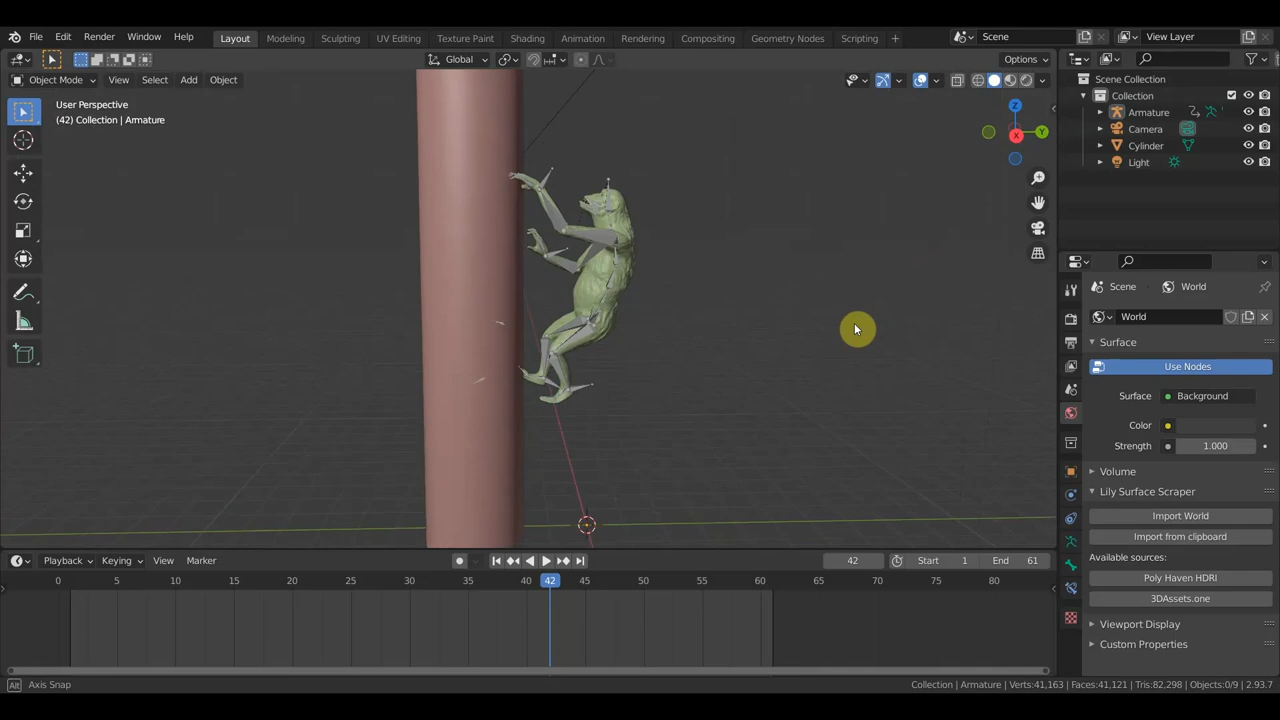 File Edit Render Window Help Layout Modeling Sculpting UV Editing Texture Paint Shading Animation Rendering Compositing Geometry Nodes Scripting + Scene View Layer
Global Options
Object Mode View Select Add Object
Scene Collection
Collection
Armature
Camera
Cylinder
Light
User Perspective
(42) Collection | Armature
Z
Y
X
Scene World
World
Surface
Use Nodes
Surface Background
Color
Strength 1.000
Volume
Lily Surface Scraper
Import World
Import from clipboard
Available sources:
Poly Haven HDRI
3DAssets.one
Viewport Display
Custom Properties
Playback Keying View Marker 42 Start 1 End 61
0 5 10 15 20 25 30 35 40 42 45 50 55 60 65 70 75 80
Alt Axis Snap Collection | Armature | Verts:41,163 | Faces:41,121 | Tris:82,298 | Objects:0/9 | 2.93.7